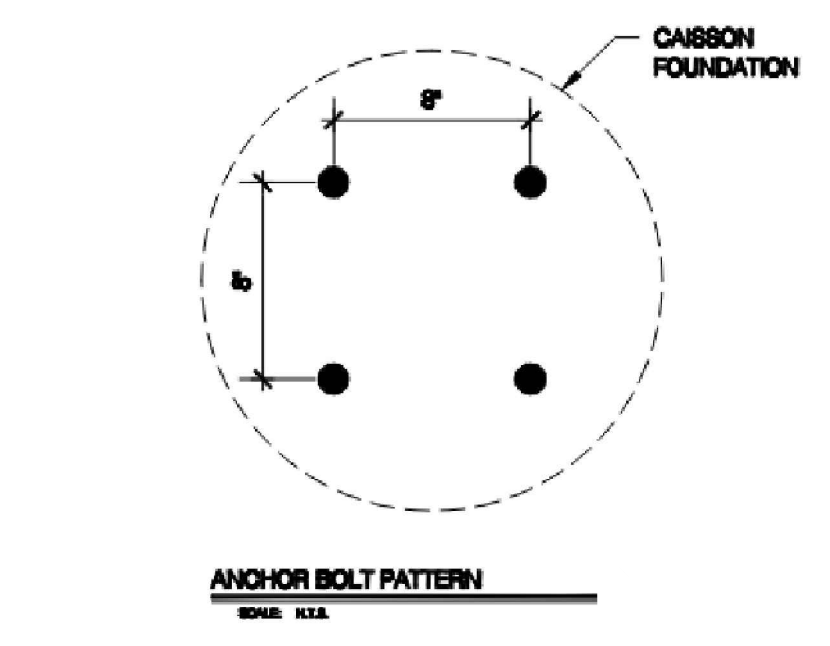 CAISSON
FOUNDATION
8"
8"
ANCHOR BOLT PATTERN
SCALE: N.T.S.